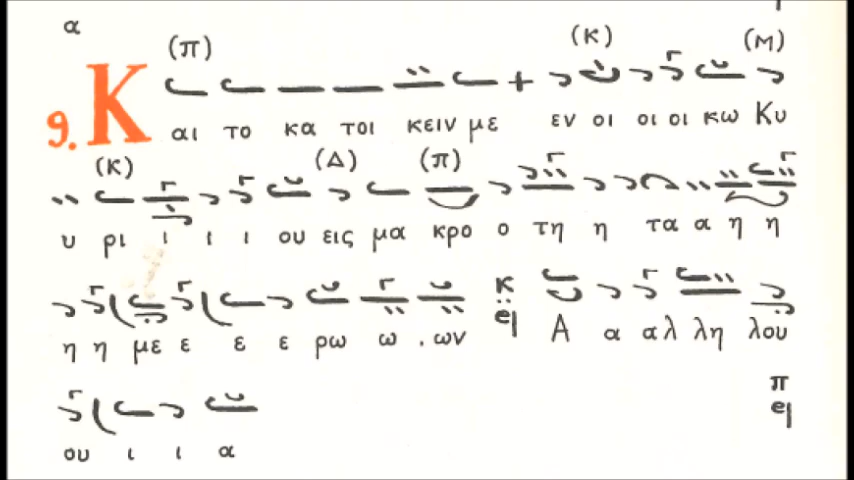 α
(π) (κ) (Μ)
9. Και το κα τοι κειν με εν οι οι οι κω Κυ
(κ) (Δ) (π)
υ ρι ι ι ι ου εις μα κρο ο τη η τα α η η
η η με ε ε ε ρω ω . ων κ Α α αλ λη λου
π
ου ι ι α